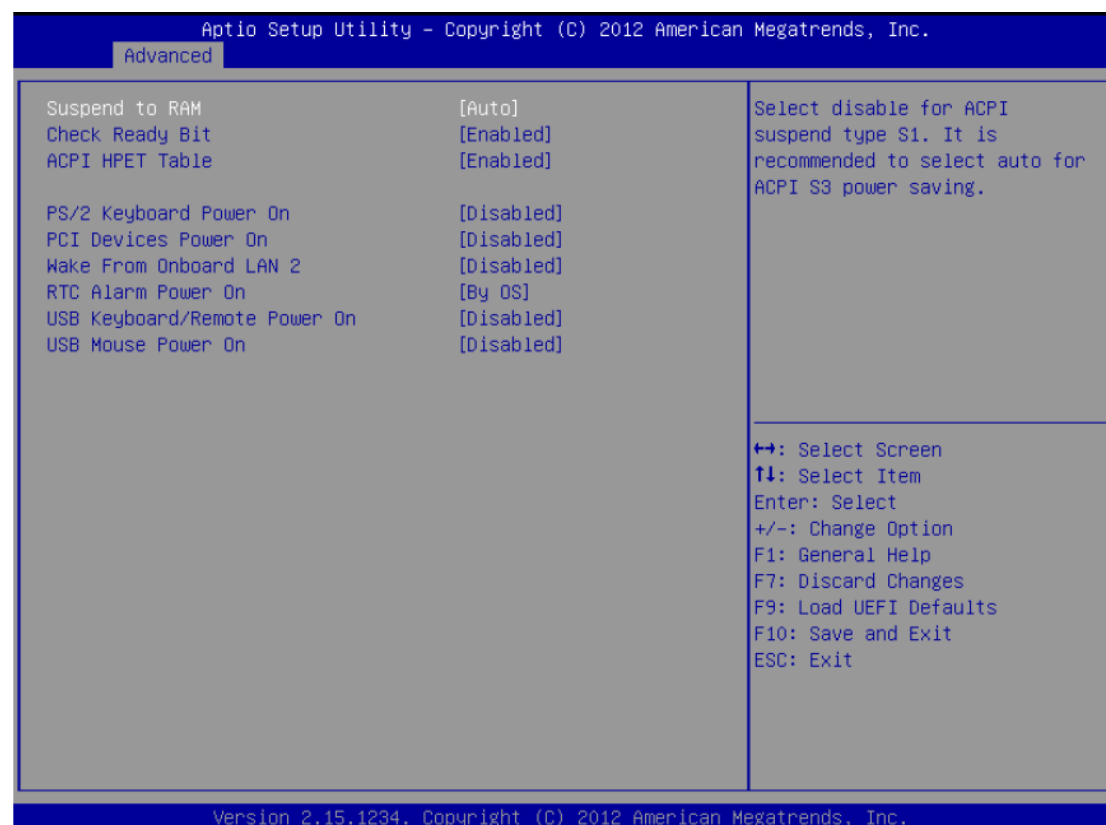 Aptio Setup Utility – Copyright (C) 2012 American Megatrends, Inc.
Advanced
Suspend to RAM [Auto]
Check Ready Bit [Enabled]
ACPI HPET Table [Enabled]
PS/2 Keyboard Power On [Disabled]
PCI Devices Power On [Disabled]
Wake From Onboard LAN 2 [Disabled]
RTC Alarm Power On [By OS]
USB Keyboard/Remote Power On [Disabled]
USB Mouse Power On [Disabled]
Select disable for ACPI
suspend type S1. It is
recommended to select auto for
ACPI S3 power saving.
↔: Select Screen
↑↓: Select Item
Enter: Select
+/-: Change Option
F1: General Help
F7: Discard Changes
F9: Load UEFI Defaults
F10: Save and Exit
ESC: Exit
Version 2.15.1234. Copyright (C) 2012 American Megatrends, Inc.